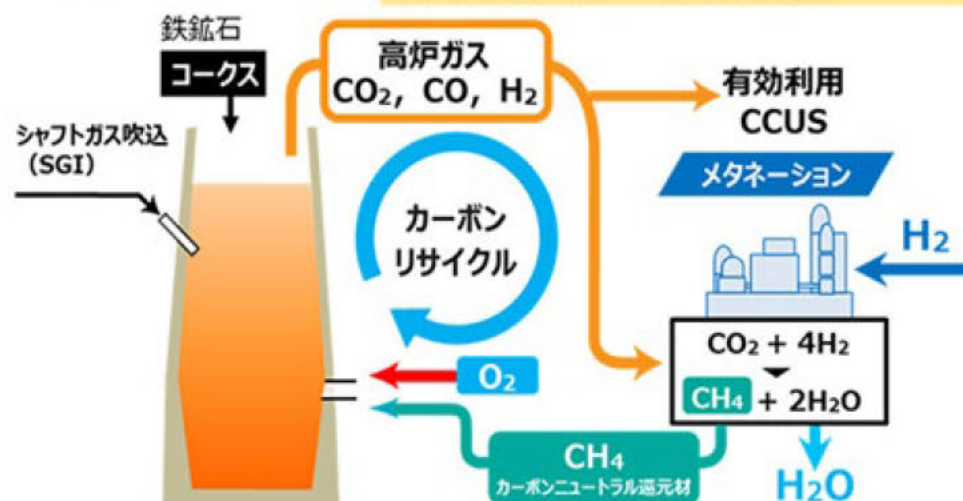 鉄鉱石
コークス
シャフトガス吹込
(SGI)
高炉ガス
CO₂, CO, H₂
有効利用
CCUS
メタネーション
カーボン
リサイクル
H₂
CO₂ + 4H₂
CH₄ + 2H₂O
O₂
CH₄
カーボンニュートラル還元材
H₂O